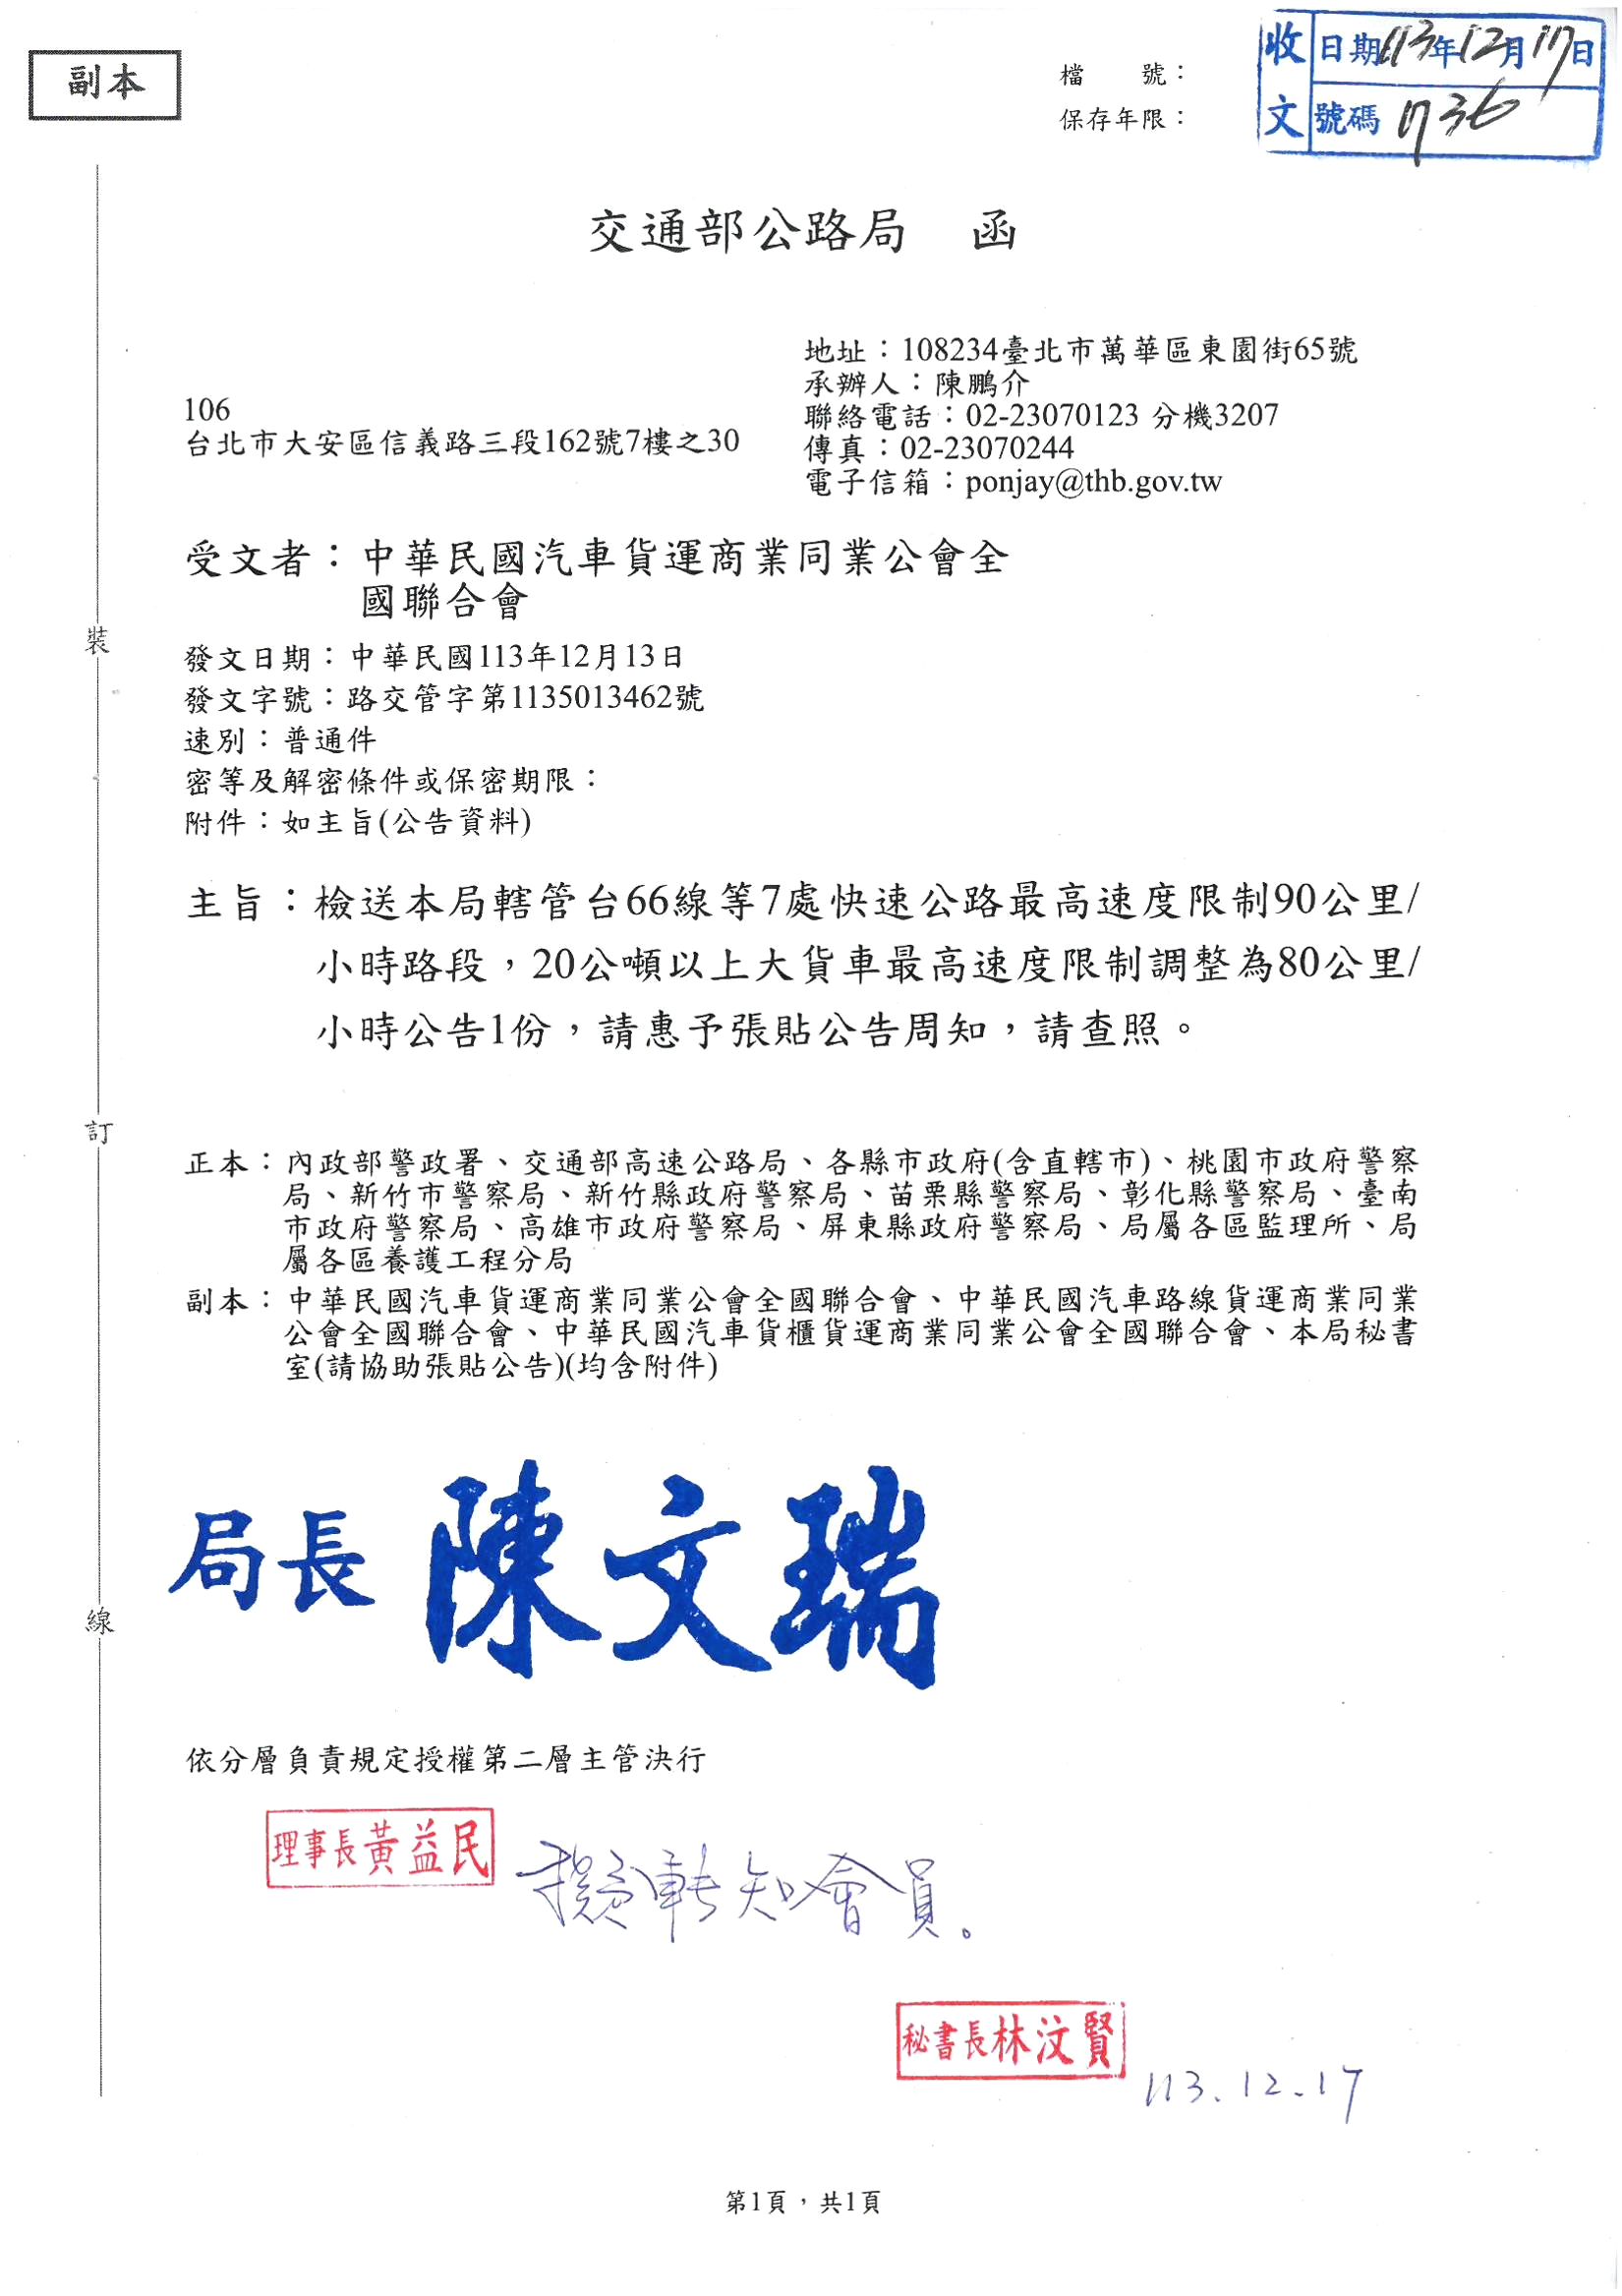 副本
檔　　號：
保存年限：
收文 日期113年12月17日
號碼 1736
交通部公路局　函
地址：108234臺北市萬華區東園街65號
承辦人：陳鵬介
聯絡電話：02-23070123 分機3207
傳真：02-23070244
電子信箱：ponjay@thb.gov.tw
106
台北市大安區信義路三段162號7樓之30
受文者：中華民國汽車貨運商業同業公會全
國聯合會
發文日期：中華民國113年12月13日
發文字號：路交管字第1135013462號
速別：普通件
密等及解密條件或保密期限：
附件：如主旨(公告資料)
主旨：檢送本局轄管台66線等7處快速公路最高速度限制90公里/
小時路段，20公噸以上大貨車最高速度限制調整為80公里/
小時公告1份，請惠予張貼公告周知，請查照。
正本：內政部警政署、交通部高速公路局、各縣市政府(含直轄市)、桃園市政府警察
局、新竹市警察局、新竹縣政府警察局、苗栗縣警察局、彰化縣警察局、臺南
市政府警察局、高雄市政府警察局、屏東縣政府警察局、局屬各區監理所、局
屬各區養護工程分局
副本：中華民國汽車貨運商業同業公會全國聯合會、中華民國汽車路線貨運商業同業
公會全國聯合會、中華民國汽車貨櫃貨運商業同業公會全國聯合會、本局秘書
室(請協助張貼公告)(均含附件)
局長 陳文瑞
依分層負責規定授權第二層主管決行
理事長黃益民
擬轉知會員。
秘書長林汶賢
113.12.17
裝
訂
線
第1頁，共1頁